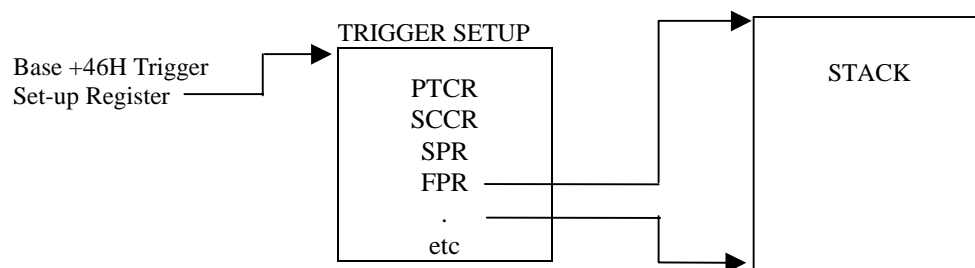 TRIGGER SETUP
Base +46H Trigger
Set-up Register
PTCR
SCCR
SPR
FPR
.
etc
STACK